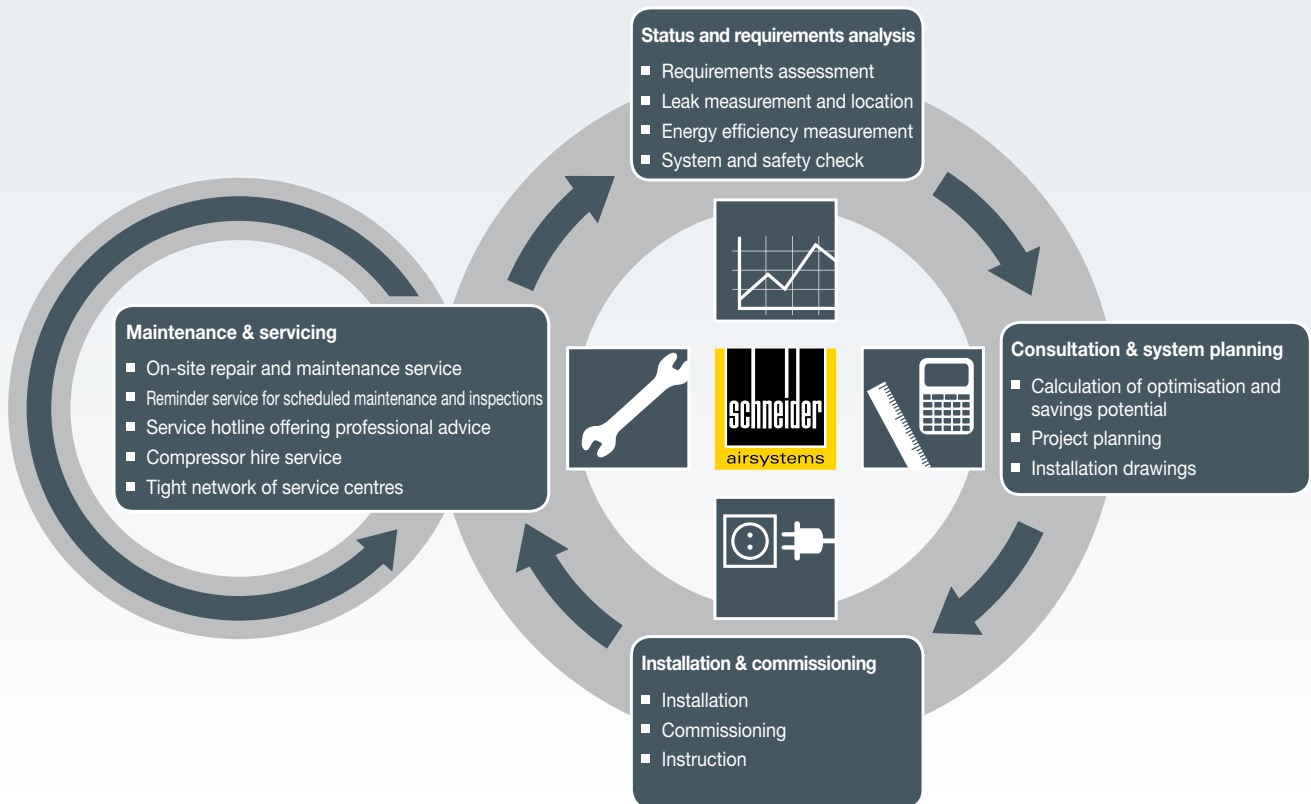 Status and requirements analysis
Requirements assessment
Leak measurement and location
Energy efficiency measurement
System and safety check
Maintenance & servicing
On-site repair and maintenance service
Reminder service for scheduled maintenance and inspections
Service hotline offering professional advice
Compressor hire service
Tight network of service centres
schneider
airsystems
Consultation & system planning
Calculation of optimisation and
savings potential
Project planning
Installation drawings
Installation & commissioning
Installation
Commissioning
Instruction